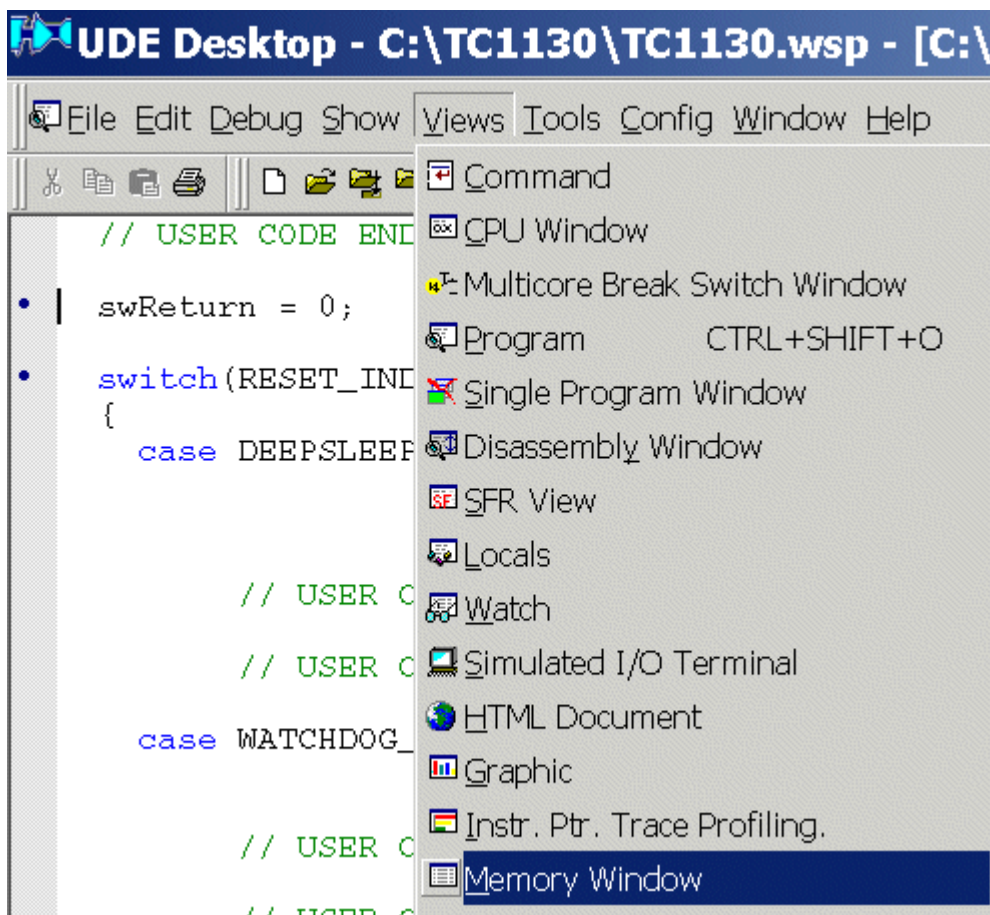 UDE Desktop - C:\TC1130\TC1130.wsp - [C:\
File Edit Debug Show Views Tools Config Window Help
Command
CPU Window
Multicore Break Switch Window
Program CTRL+SHIFT+O
Single Program Window
Disassembly Window
SFR View
Locals
Watch
Simulated I/O Terminal
HTML Document
Graphic
Instr. Ptr. Trace Profiling.
Memory Window
// USER CODE END
swReturn = 0;
switch(RESET_IND
{
case DEEPSLEEP
// USER C
// USER C
case WATCHDOG_
// USER C
// USER C